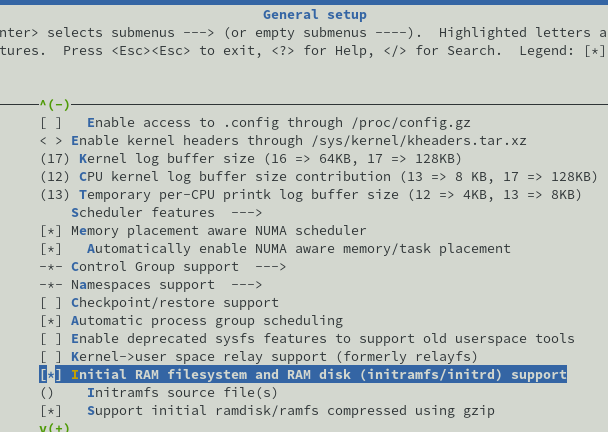 General setup
nter> selects submenus ---> (or empty submenus ----).  Highlighted letters a
tures.  Press <Esc><Esc> to exit, <?> for Help, </> for Search.  Legend: [*]
^(-)
[ ]   Enable access to .config through /proc/config.gz
< > Enable kernel headers through /sys/kernel/kheaders.tar.xz
(17) Kernel log buffer size (16 => 64KB, 17 => 128KB)
(12) CPU kernel log buffer size contribution (13 => 8 KB, 17 => 128KB)
(13) Temporary per-CPU printk log buffer size (12 => 4KB, 13 => 8KB)
Scheduler features  --->
[*] Memory placement aware NUMA scheduler
[*]   Automatically enable NUMA aware memory/task placement
-*- Control Group support  --->
-*- Namespaces support  --->
[ ] Checkpoint/restore support
[*] Automatic process group scheduling
[ ] Enable deprecated sysfs features to support old userspace tools
[ ] Kernel->user space relay support (formerly relayfs)
[*] Initial RAM filesystem and RAM disk (initramfs/initrd) support
()    Initramfs source file(s)
[*]   Support initial ramdisk/ramfs compressed using gzip
v(+)